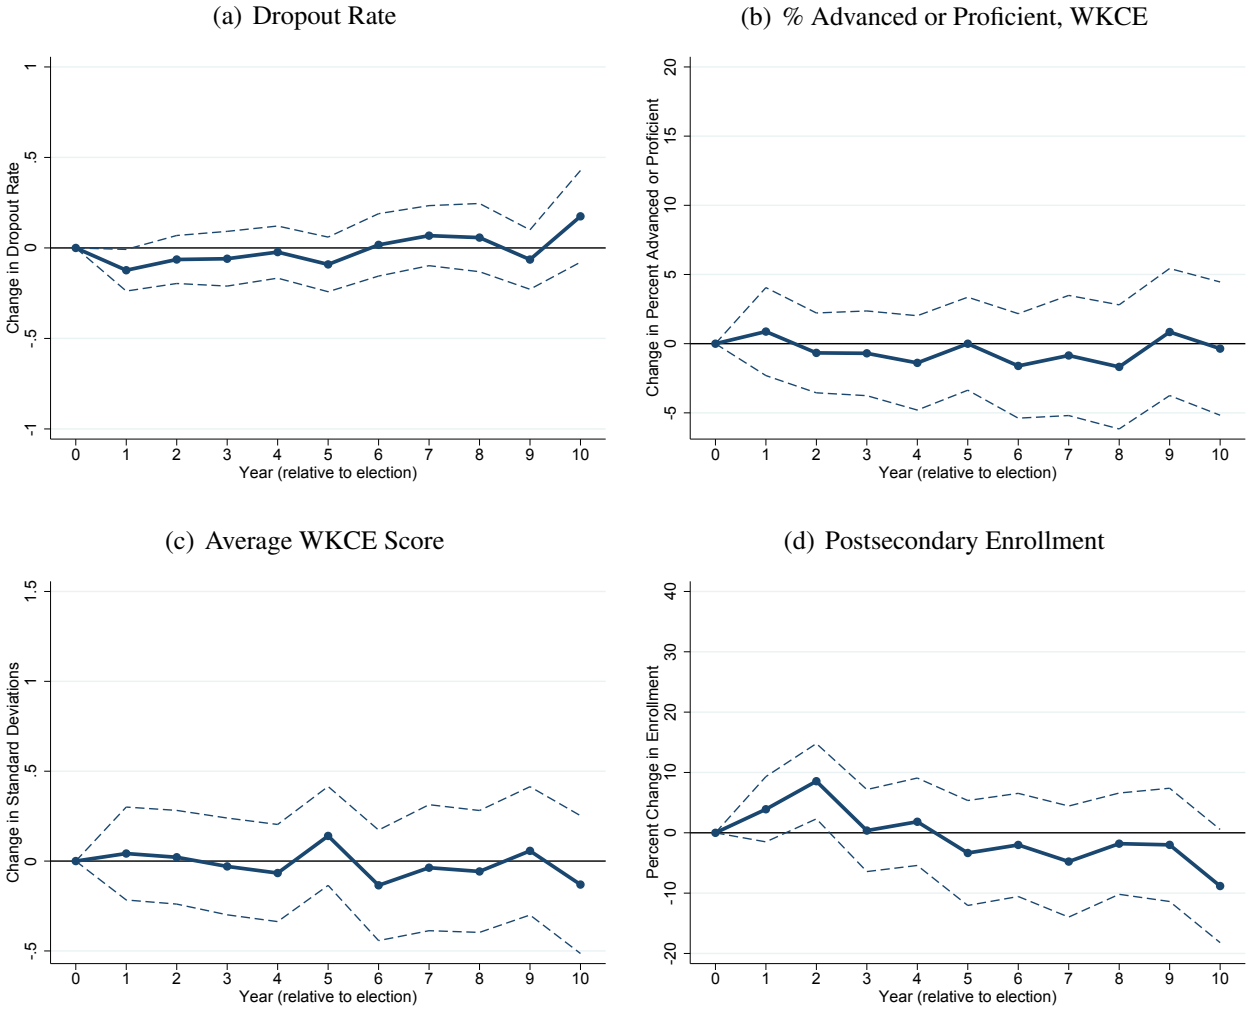 (a) Dropout Rate
Change in Dropout Rate
1
.5
0
-.5
-1
0 1 2 3 4 5 6 7 8 9 10
Year (relative to election)
(b) % Advanced or Proficient, WKCE
Change in Percent Advanced or Proficient
20
15
10
5
0
-5
0 1 2 3 4 5 6 7 8 9 10
Year (relative to election)
(c) Average WKCE Score
Change in Standard Deviations
1.5
1
.5
0
-.5
0 1 2 3 4 5 6 7 8 9 10
Year (relative to election)
(d) Postsecondary Enrollment
Percent Change in Enrollment
40
30
20
10
0
-10
-20
0 1 2 3 4 5 6 7 8 9 10
Year (relative to election)